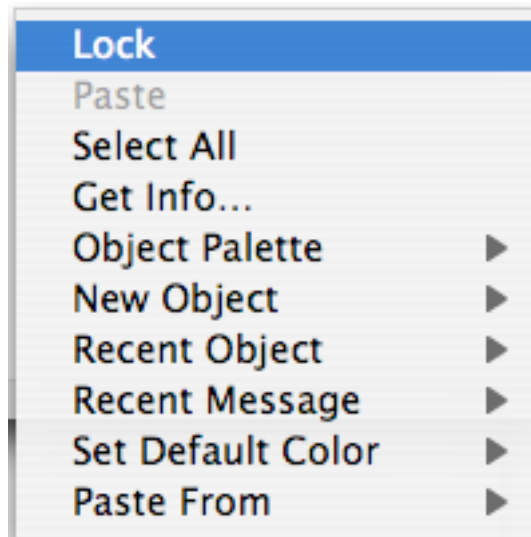 Lock
Paste
Select All
Get Info...
Object Palette
New Object
Recent Object
Recent Message
Set Default Color
Paste From